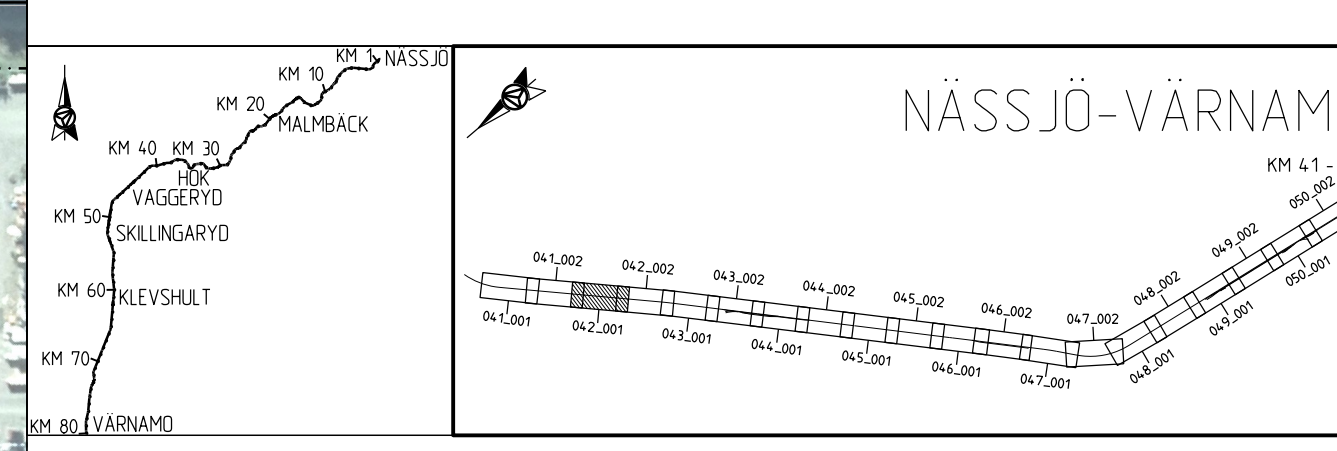 KM 1
NÄSSJÖ
KM 10
KM 20
MALMBÄCK
KM 40
KM 30
HOK
VAGGERYD
KM 50
SKILLINGARYD
KM 60
KLEVSHULT
KM 70
KM 80
VÄRNAMO
NÄSSJÖ-VÄRNAM
KM 41 -
041_002
042_002
043_002
044_002
045_002
046_002
047_002
048_002
049_002
050_002
041_001
042_001
043_001
044_001
045_001
046_001
047_001
048_001
049_001
050_001